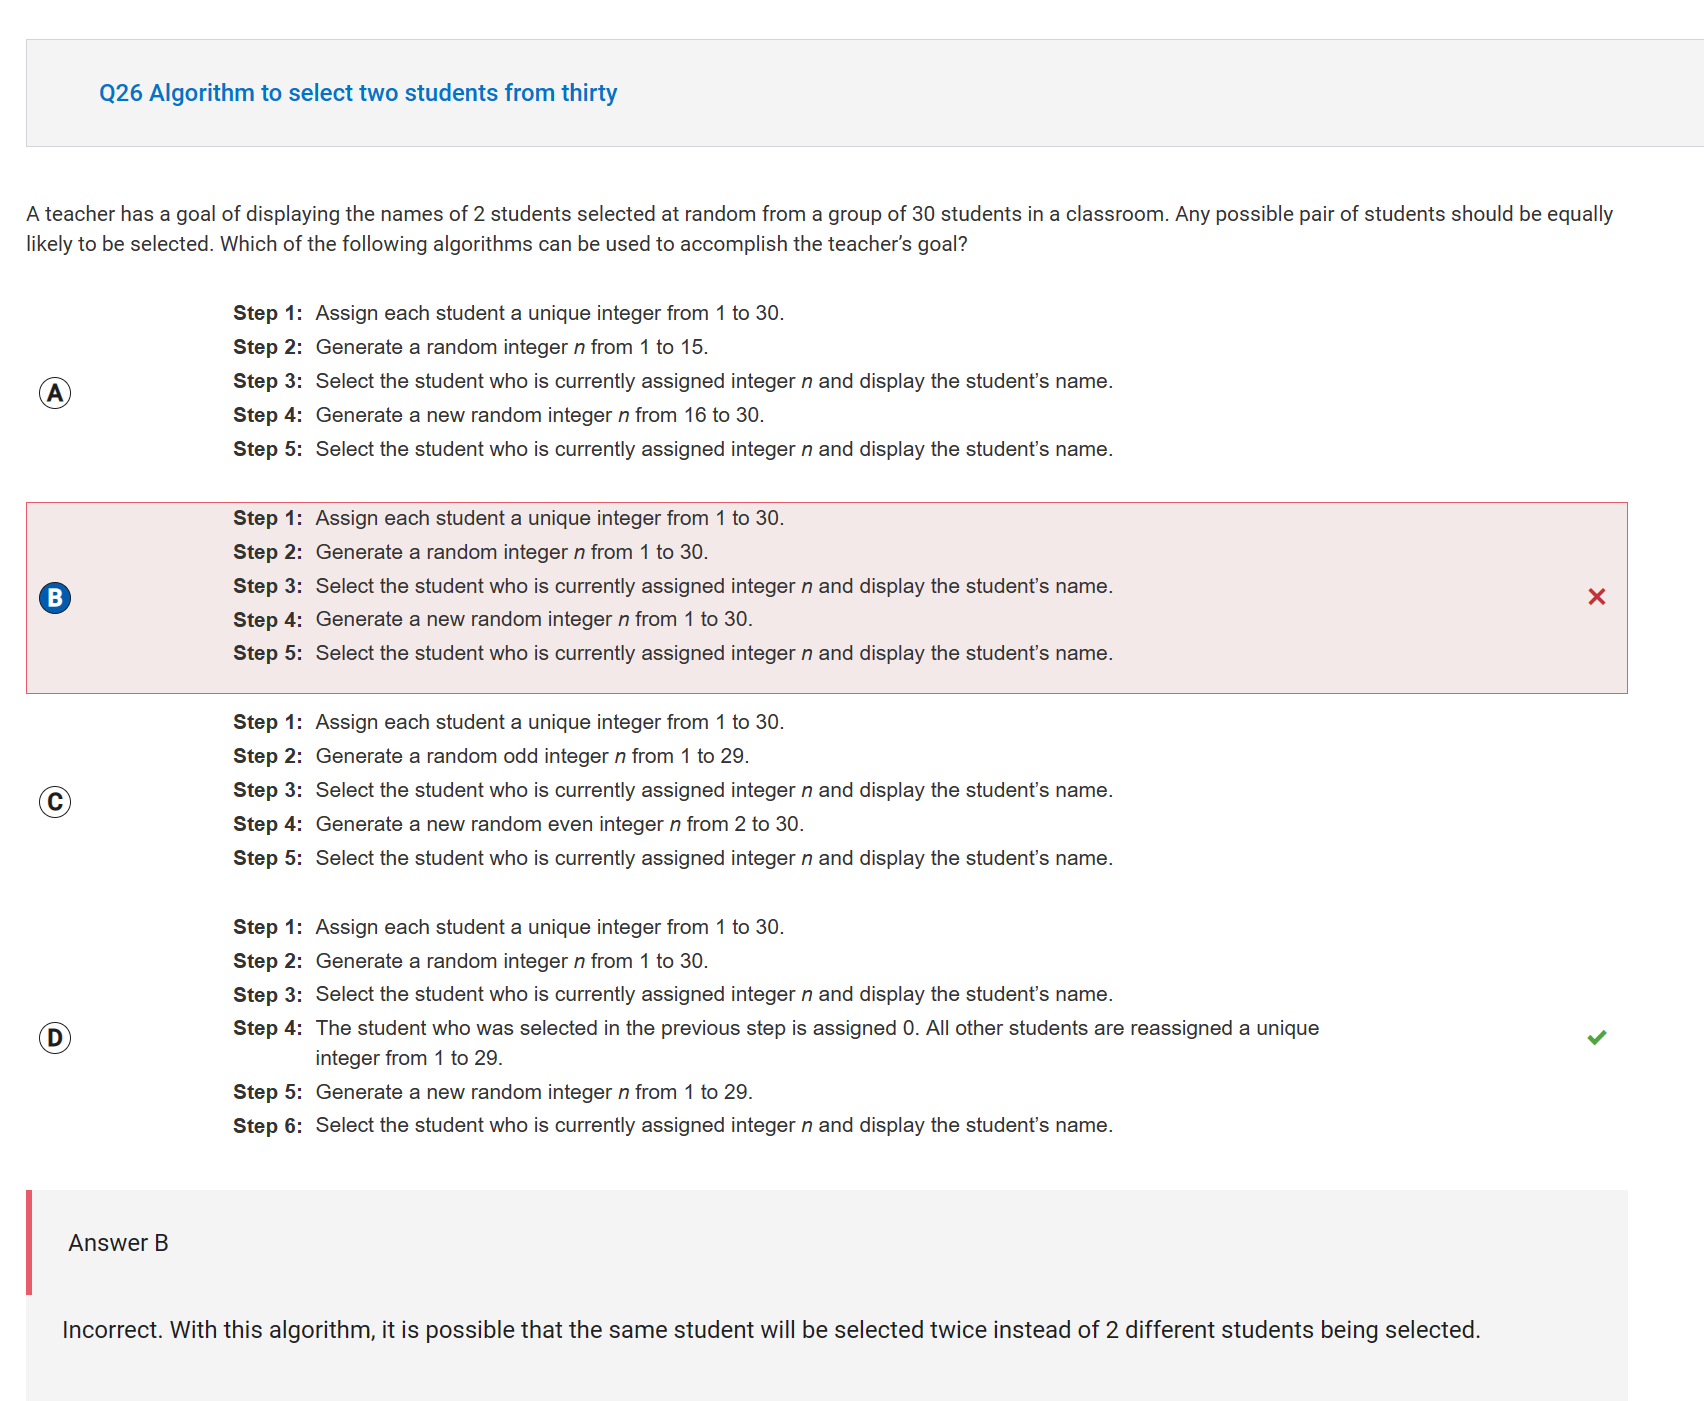 Q26 Algorithm to select two students from thirty
A teacher has a goal of displaying the names of 2 students selected at random from a group of 30 students in a classroom. Any possible pair of students should be equally
likely to be selected. Which of the following algorithms can be used to accomplish the teacher’s goal?
A
Step 1: Assign each student a unique integer from 1 to 30.
Step 2: Generate a random integer n from 1 to 15.
Step 3: Select the student who is currently assigned integer n and display the student’s name.
Step 4: Generate a new random integer n from 16 to 30.
Step 5: Select the student who is currently assigned integer n and display the student’s name.
B
Step 1: Assign each student a unique integer from 1 to 30.
Step 2: Generate a random integer n from 1 to 30.
Step 3: Select the student who is currently assigned integer n and display the student’s name.
Step 4: Generate a new random integer n from 1 to 30.
Step 5: Select the student who is currently assigned integer n and display the student’s name.
C
Step 1: Assign each student a unique integer from 1 to 30.
Step 2: Generate a random odd integer n from 1 to 29.
Step 3: Select the student who is currently assigned integer n and display the student’s name.
Step 4: Generate a new random even integer n from 2 to 30.
Step 5: Select the student who is currently assigned integer n and display the student’s name.
D
Step 1: Assign each student a unique integer from 1 to 30.
Step 2: Generate a random integer n from 1 to 30.
Step 3: Select the student who is currently assigned integer n and display the student’s name.
Step 4: The student who was selected in the previous step is assigned 0. All other students are reassigned a unique
integer from 1 to 29.
Step 5: Generate a new random integer n from 1 to 29.
Step 6: Select the student who is currently assigned integer n and display the student’s name.
Answer B
Incorrect. With this algorithm, it is possible that the same student will be selected twice instead of 2 different students being selected.